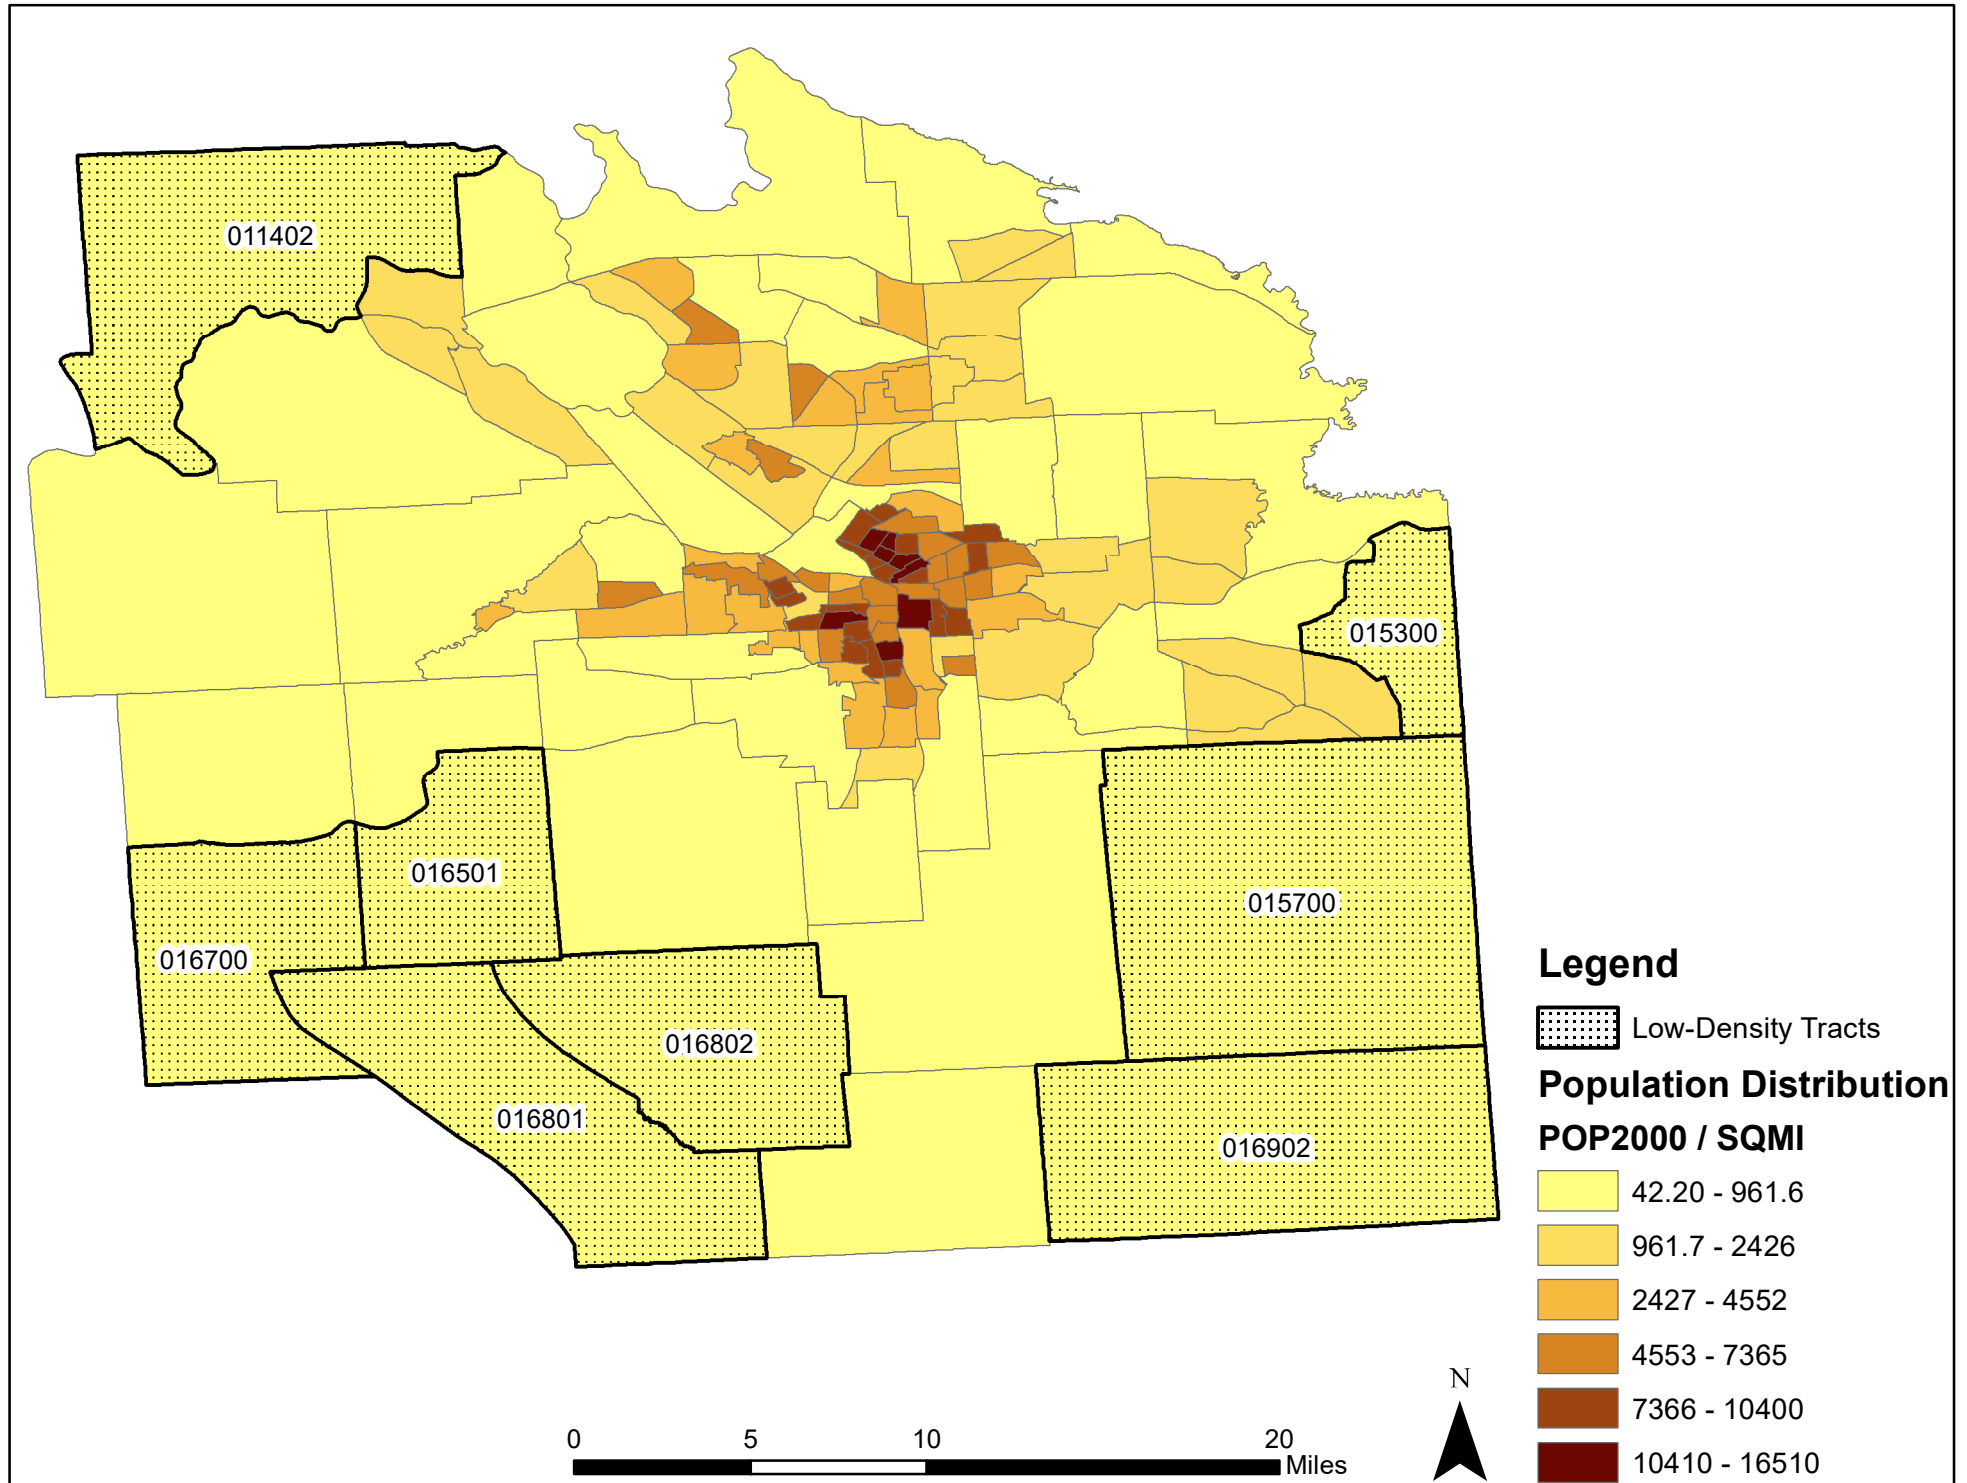 011402
015300
016501
015700
016700
016802
016801
016902
Legend
Low-Density Tracts
Population Distribution
POP2000 / SQMI
42.20 - 961.6
961.7 - 2426
2427 - 4552
4553 - 7365
7366 - 10400
10410 - 16510
N
0 5 10 20
Miles